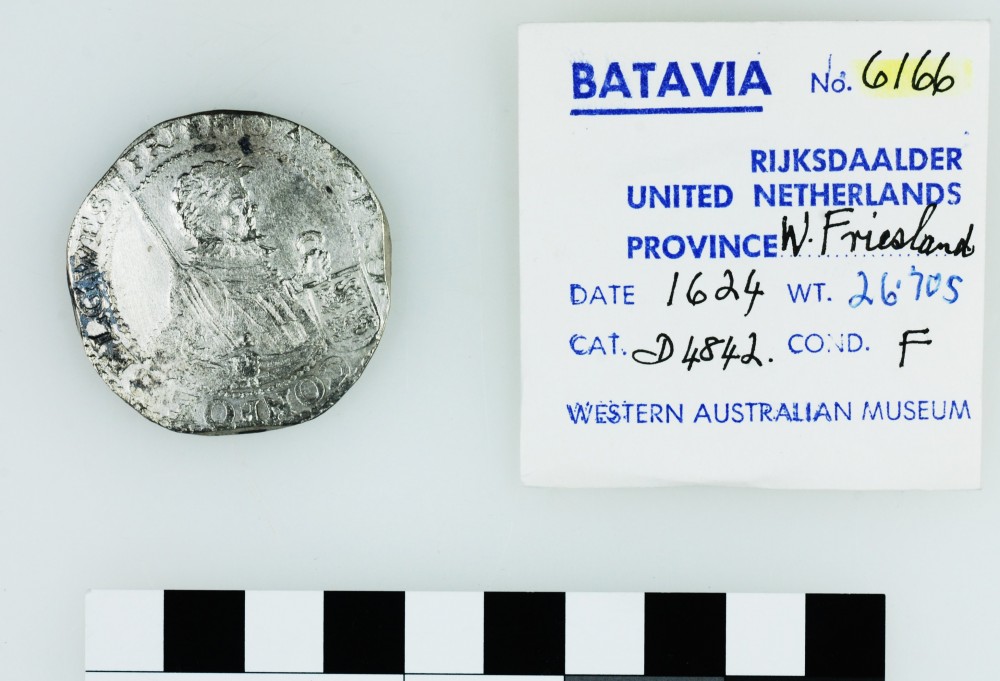 BATAVIA No. 6166
RIJKSDAALDER
UNITED NETHERLANDS
PROVINCE W. Friesland
DATE 1624 WT. 26.705
CAT. D4842. COND. F
WESTERN AUSTRALIAN MUSEUM